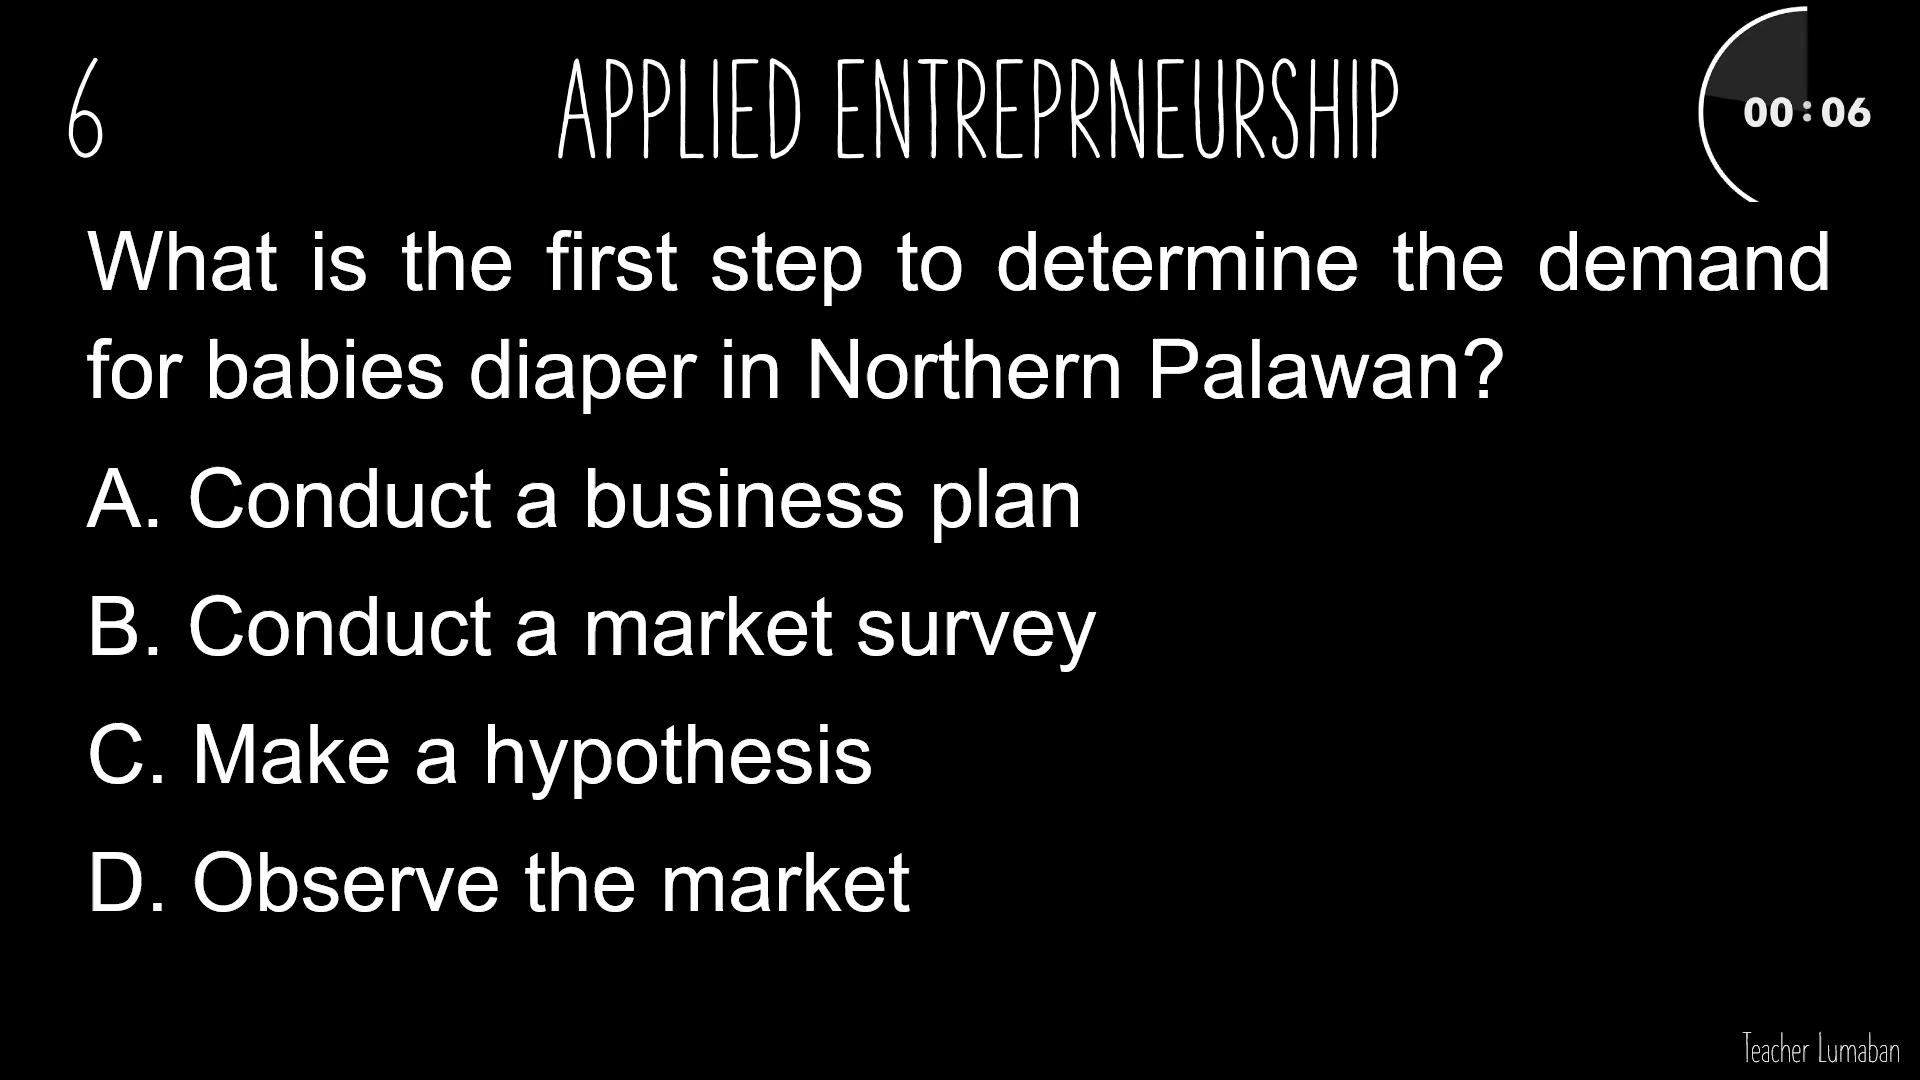 6
APPLIED ENTREPRNEURSHIP
00:06
What is the first step to determine the demand
for babies diaper in Northern Palawan?
A. Conduct a business plan
B. Conduct a market survey
C. Make a hypothesis
D. Observe the market
Teacher Lumaban